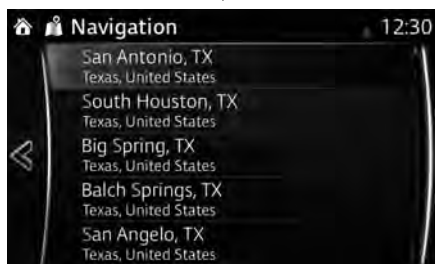 Navigation 12:30
San Antonio, TX
Texas, United States
South Houston, TX
Texas, United States
Big Spring, TX
Texas, United States
Balch Springs, TX
Texas, United States
San Angelo, TX
Texas, United States